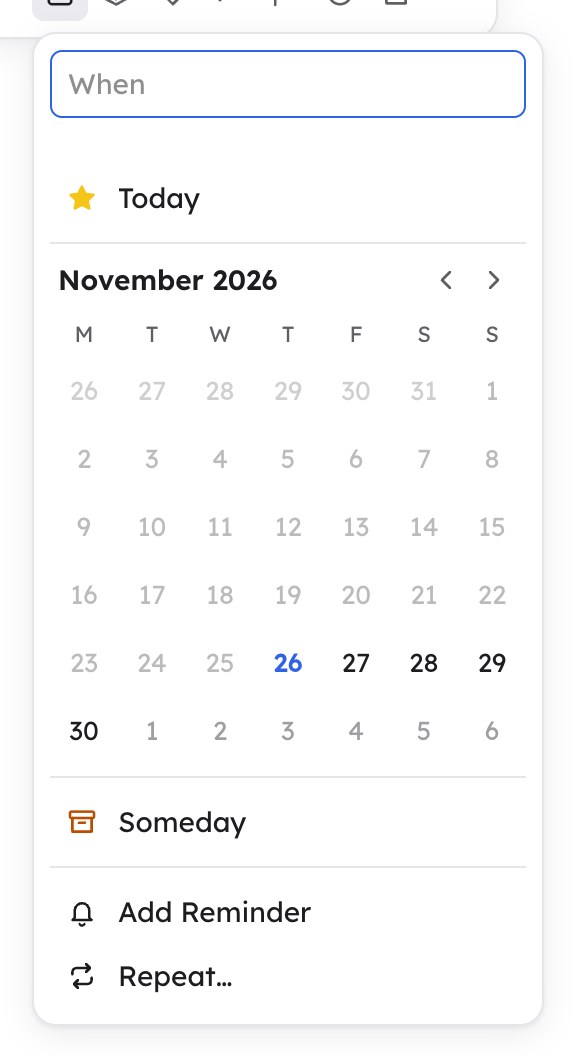 When
Today
November 2026
M T W T F S S
26 27 28 29 30 31 1
2 3 4 5 6 7 8
9 10 11 12 13 14 15
16 17 18 19 20 21 22
23 24 25 26 27 28 29
30 1 2 3 4 5 6
Someday
Add Reminder
Repeat...